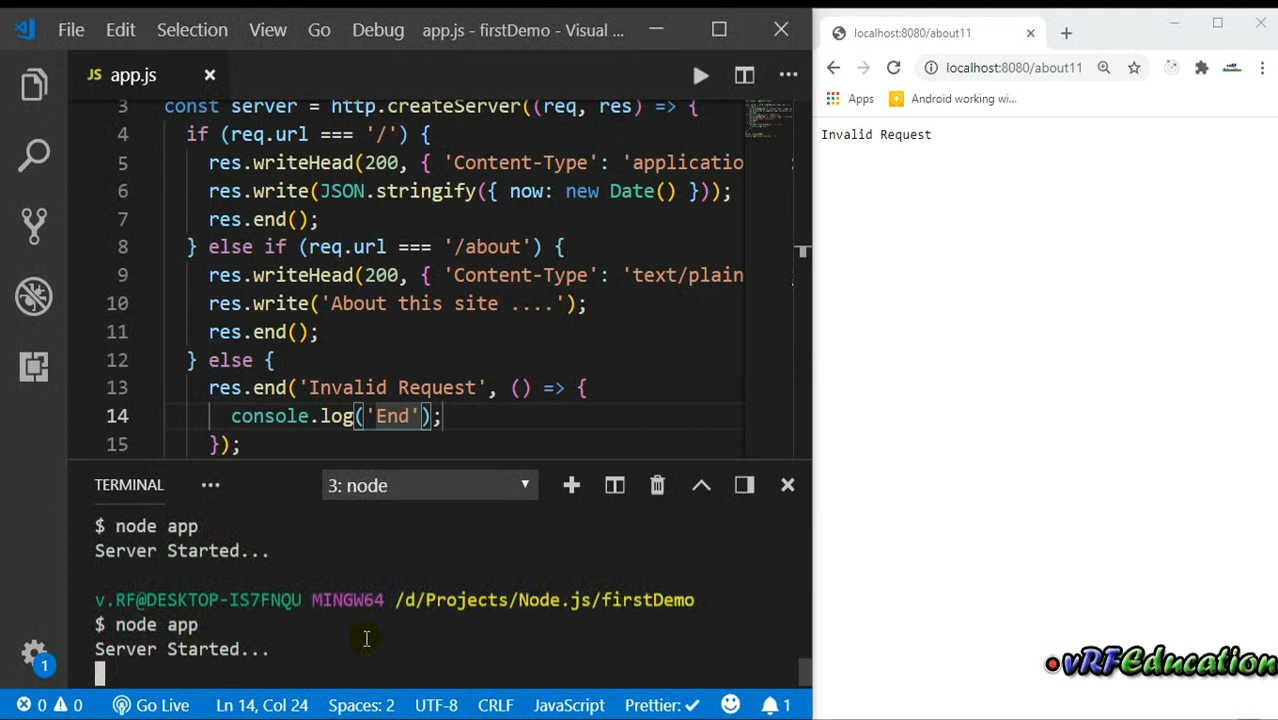 File Edit Selection View Go Debug app.js - firstDemo - Visual ...
JS app.js
3 const server = http.createServer((req, res) => {
4 if (req.url === '/') {
5 res.writeHead(200, { 'Content-Type': 'applicatio
6 res.write(JSON.stringify({ now: new Date() }));
7 res.end();
8 } else if (req.url === '/about') {
9 res.writeHead(200, { 'Content-Type': 'text/plain
10 res.write('About this site ....');
11 res.end();
12 } else {
13 res.end('Invalid Request', () => {
14 console.log('End');
15 });
TERMINAL ... 3: node
$ node app
Server Started...
v.RF@DESKTOP-IS7FNQU MINGW64 /d/Projects/Node.js/firstDemo
$ node app
Server Started...
1
0 0 Go Live Ln 14, Col 24 Spaces: 2 UTF-8 CRLF JavaScript Prettier: ✓ 1
localhost:8080/about11
localhost:8080/about11
Apps Android working wi...
Invalid Request
vRFEducation